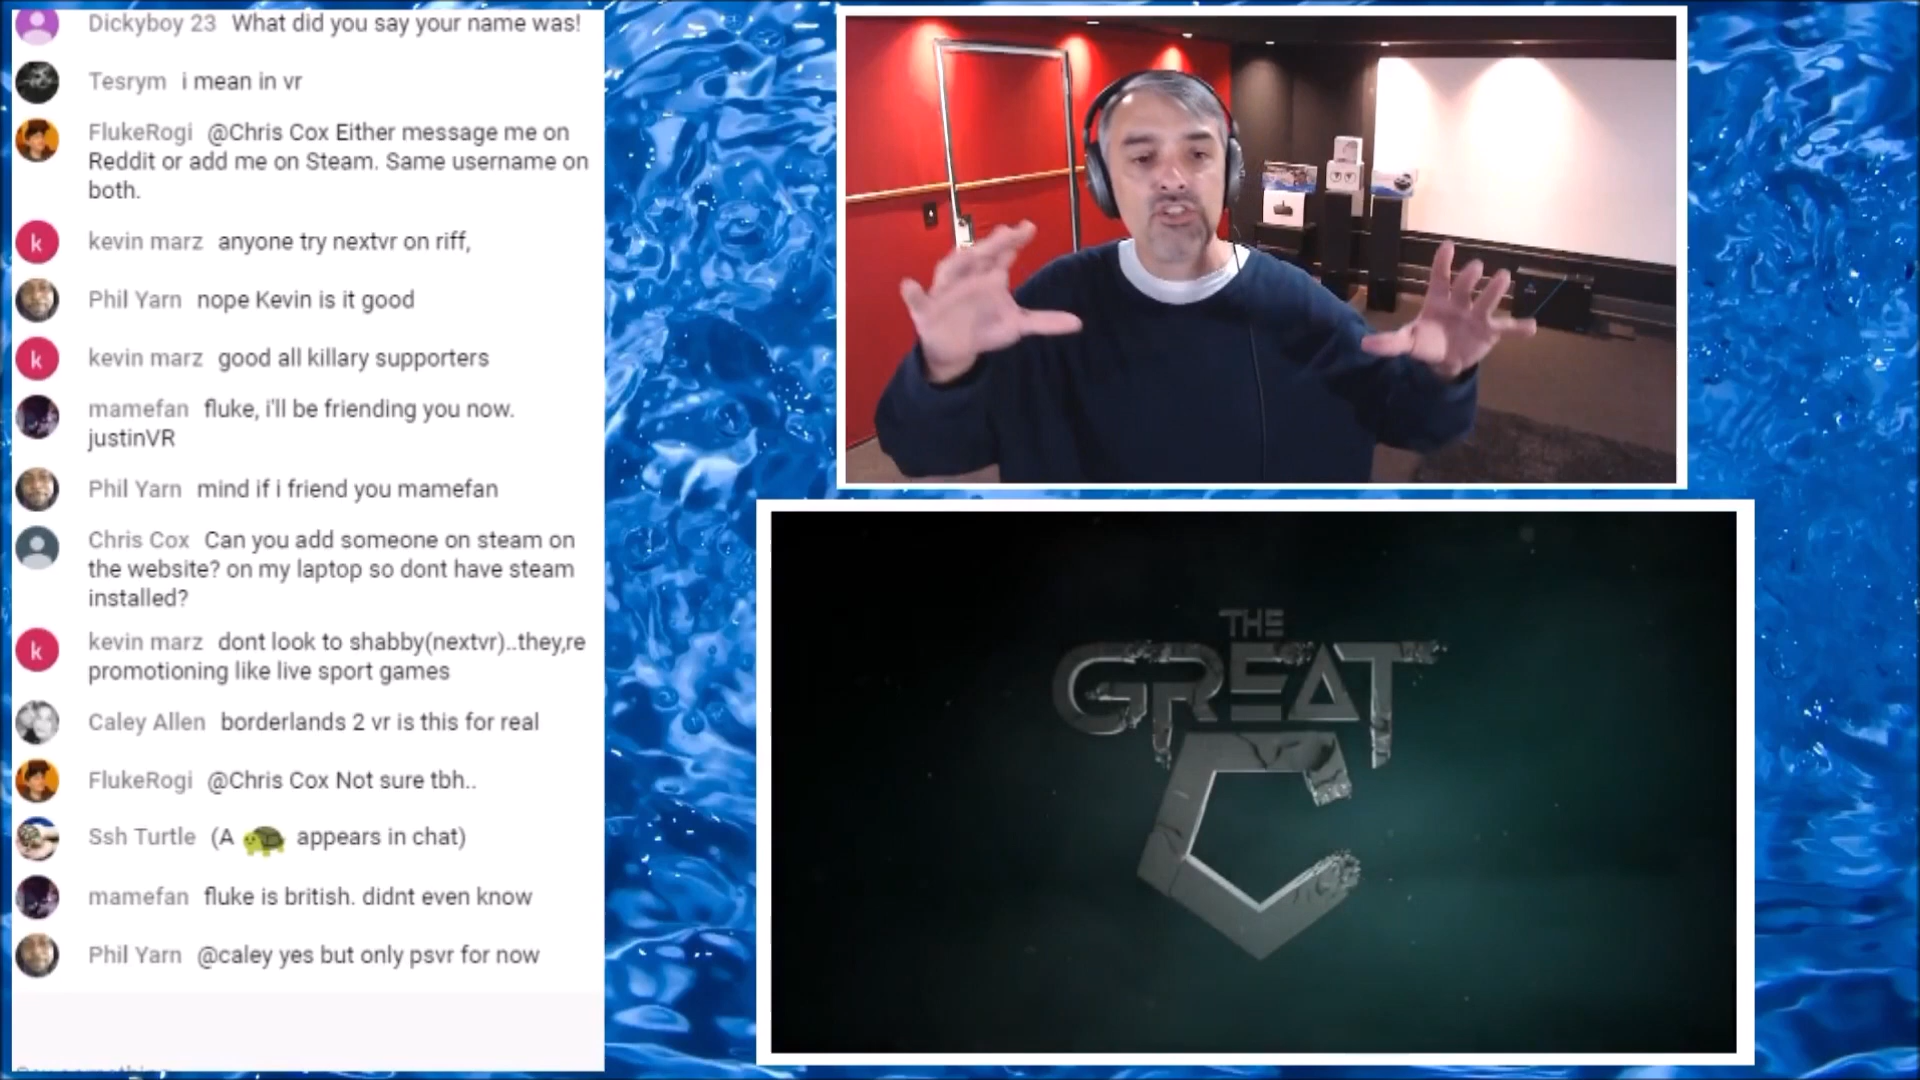 Dickyboy 23 What did you say your name was!
Tesrym i mean in vr
FlukeRogi @Chris Cox Either message me on
Reddit or add me on Steam. Same username on
both.
k kevin marz anyone try nextvr on riff,
Phil Yarn nope Kevin is it good
k kevin marz good all killary supporters
mamefan fluke, i'll be friending you now.
justinVR
Phil Yarn mind if i friend you mamefan
Chris Cox Can you add someone on steam on
the website? on my laptop so dont have steam
installed?
k kevin marz dont look to shabby(nextvr)..they,re
promotioning like live sport games
Caley Allen borderlands 2 vr is this for real
FlukeRogi @Chris Cox Not sure tbh..
Ssh Turtle (A 🐢 appears in chat)
mamefan fluke is british. didnt even know
Phil Yarn @caley yes but only psvr for now
THE
GREAT
C